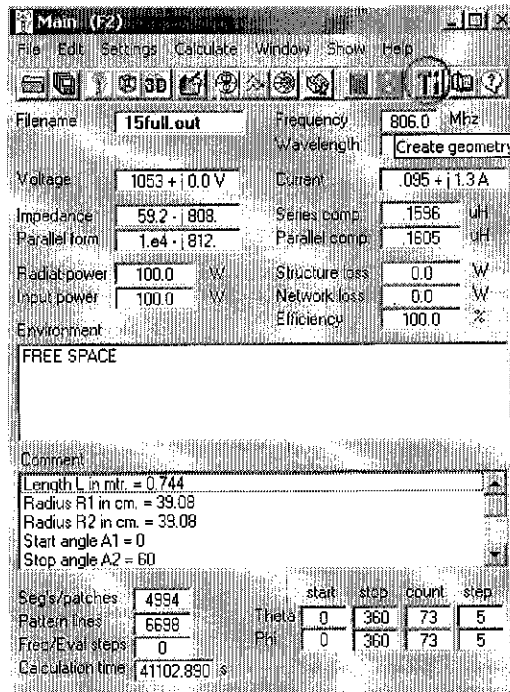 Main (F2)
File Edit Settings Calculate Window Show Help
3D
Filename 15full.out Frequency 806.0 Mhz
Wavelength Create geometry
Voltage 1053 + j 0.0 V Current .095 + j 1.3 A
Impedance 59.2 - j 808. Series comp. .1596 uH
Parallel form 1.e4 - j 812. Parallel comp. .1605 uH
Radiat-power 100.0 W Structure loss 0.0 W
Input power 100.0 W Network loss 0.0 W
Efficiency 100.0 %
Environment
FREE SPACE
Comment
Length L in mtr. = 0.744
Radius R1 in cm. = 39.08
Radius R2 in cm. = 39.08
Start angle A1 = 0
Stop angle A2 = 60
start stop count step
Seg's/patches 4994
Theta 0 360 73 5
Pattern lines 6698
Phi 0 360 73 5
Freq/Eval steps 0
Calculation time 41102.890 s